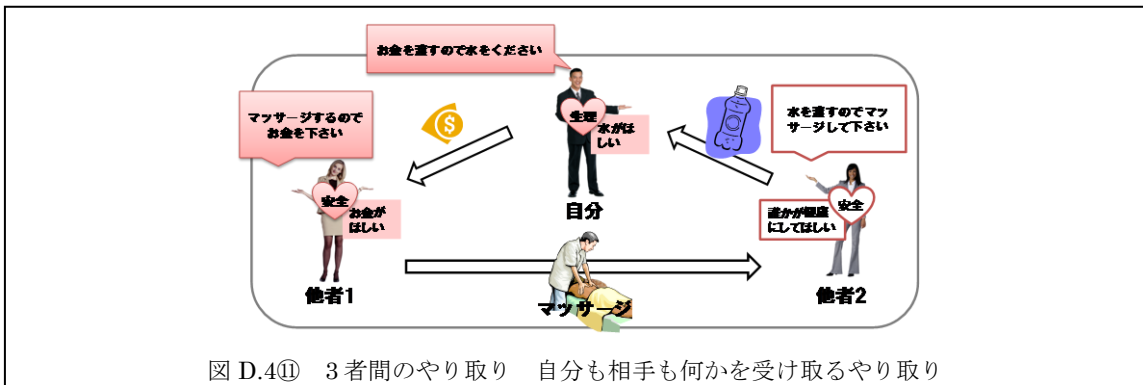 お金を渡すので水をください
マッサージするので
お金を下さい
生理
水がほ
しい
水を渡すのでマッ
サージして下さい
安全
お金が
ほしい
自分
誰かが健康
にしてほしい
安全
他者1
マッサージ
他者2
図 D.4⑪ 3者間のやり取り 自分も相手も何かを受け取るやり取り